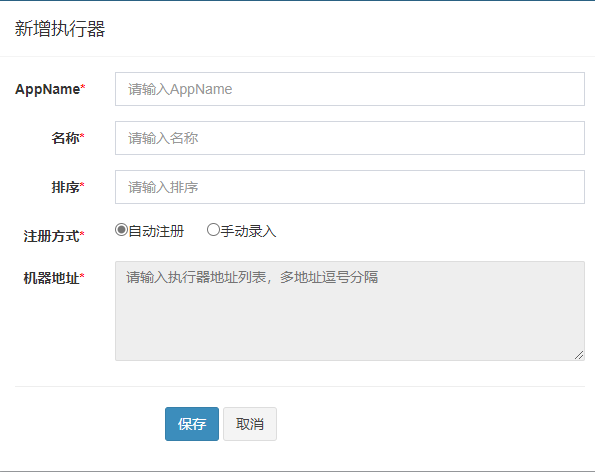 新增执行器
AppName* 请输入AppName
名称* 请输入名称
排序* 请输入排序
注册方式* 自动注册 手动录入
机器地址* 请输入执行器地址列表，多地址逗号分隔
保存 取消